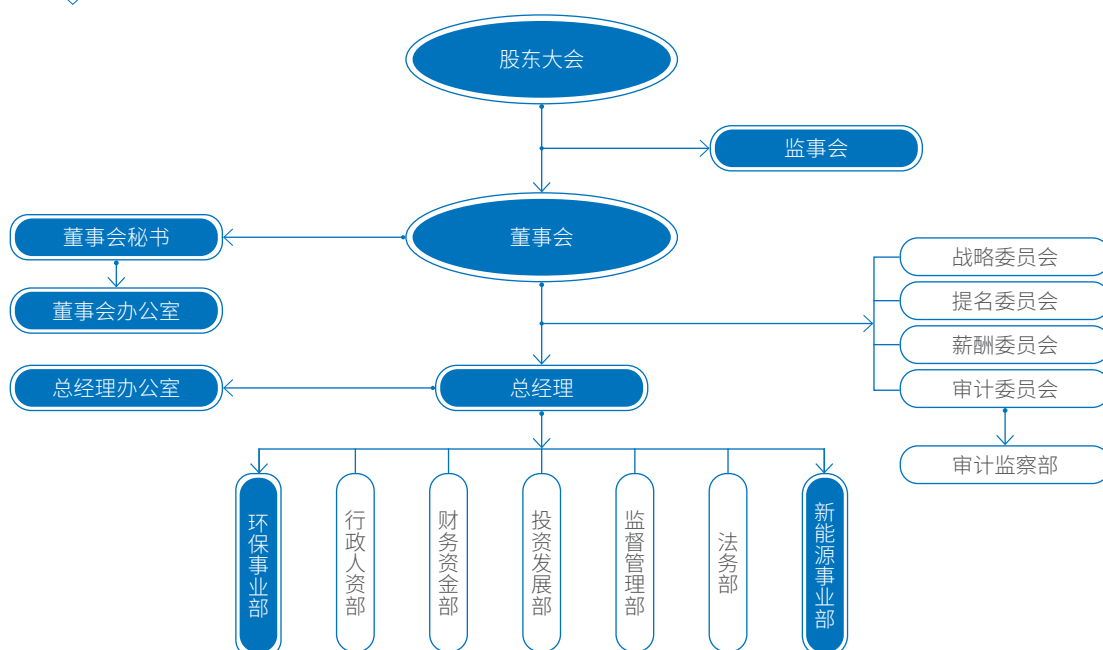 股东大会
监事会
董事会秘书
董事会
战略委员会
董事会办公室
提名委员会
薪酬委员会
总经理办公室
总经理
审计委员会
审计监察部
环保事业部
行政人资部
财务资金部
投资发展部
监督管理部
法务部
新能源事业部